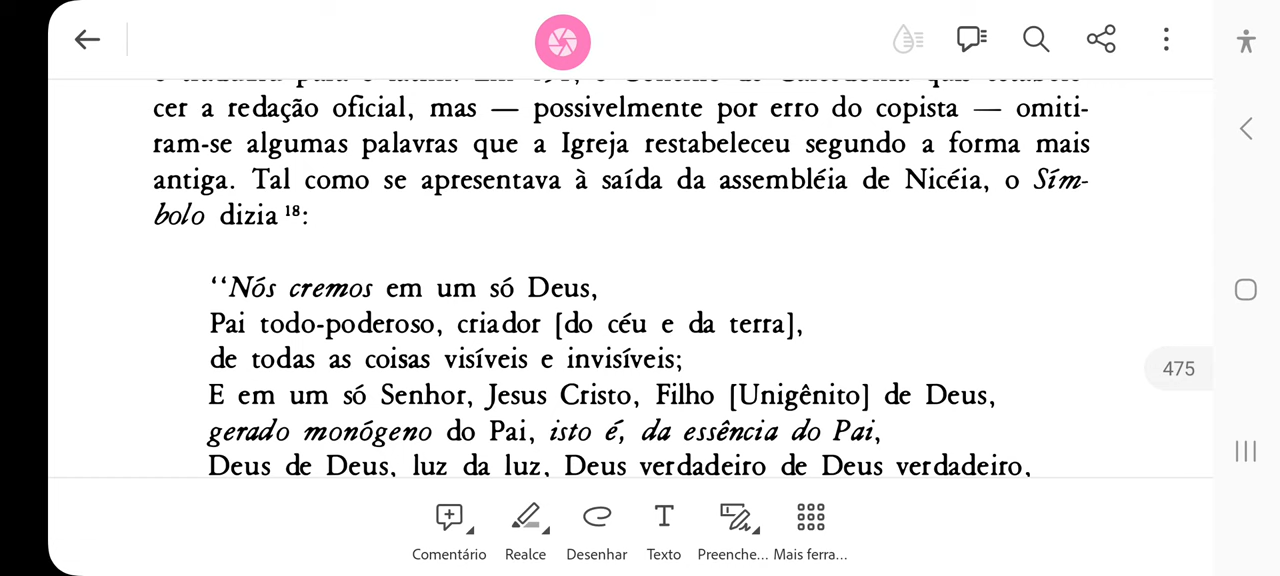 cer a redação oficial, mas — possivelmente por erro do copista — omiti-
ram-se algumas palavras que a Igreja restabeleceu segundo a forma mais
antiga. Tal como se apresentava à saída da assembléia de Nicéia, o Sím-
bolo dizia ¹⁸:
‘‘Nós cremos em um só Deus,
Pai todo-poderoso, criador [do céu e da terra],
de todas as coisas visíveis e invisíveis;
E em um só Senhor, Jesus Cristo, Filho [Unigênito] de Deus,
gerado monógeno do Pai, isto é, da essência do Pai,
Deus de Deus, luz da luz, Deus verdadeiro de Deus verdadeiro,
475
Comentário Realce Desenhar Texto Preenche... Mais ferra...